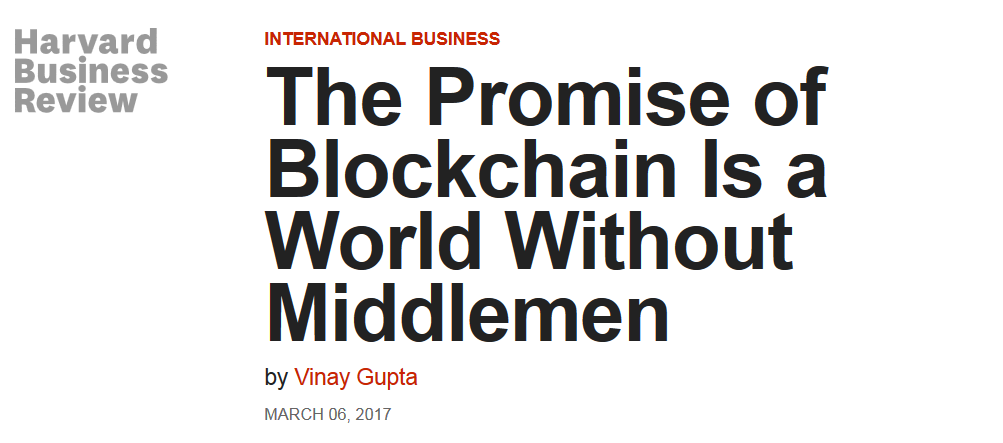 Harvard
Business
Review
INTERNATIONAL BUSINESS
The Promise of
Blockchain Is a
World Without
Middlemen
by Vinay Gupta
MARCH 06, 2017